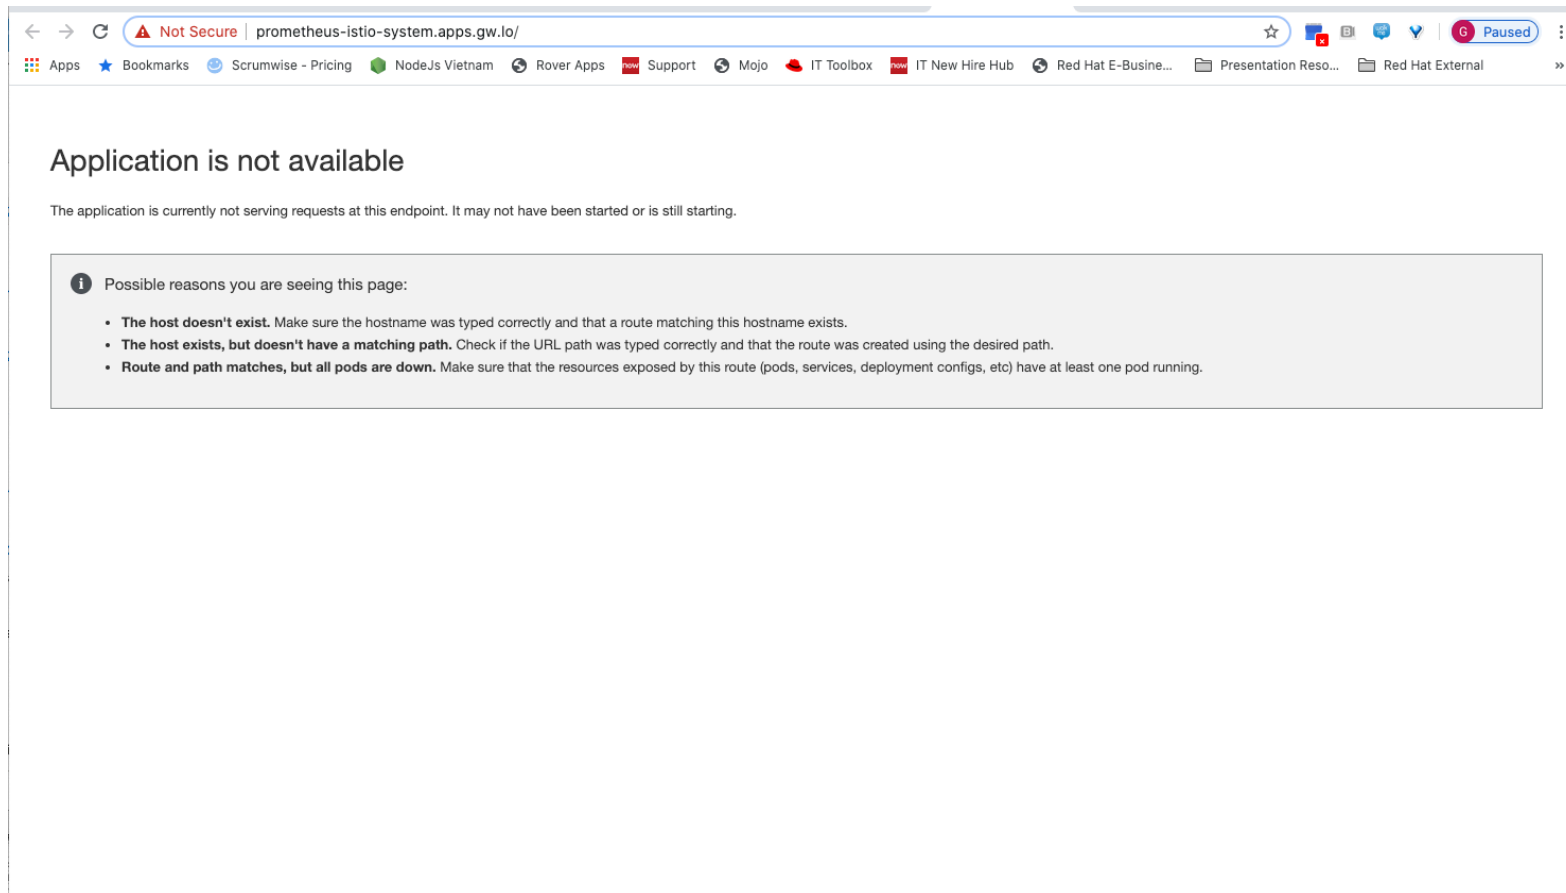 Not Secure prometheus-istio-system.apps.gw.lo/ G Paused
Apps Bookmarks Scrumwise - Pricing NodeJs Vietnam Rover Apps now Support Mojo IT Toolbox now IT New Hire Hub Red Hat E-Busine... Presentation Reso... Red Hat External »
Application is not available
The application is currently not serving requests at this endpoint. It may not have been started or is still starting.
Possible reasons you are seeing this page:
• The host doesn't exist. Make sure the hostname was typed correctly and that a route matching this hostname exists.
• The host exists, but doesn't have a matching path. Check if the URL path was typed correctly and that the route was created using the desired path.
• Route and path matches, but all pods are down. Make sure that the resources exposed by this route (pods, services, deployment configs, etc) have at least one pod running.